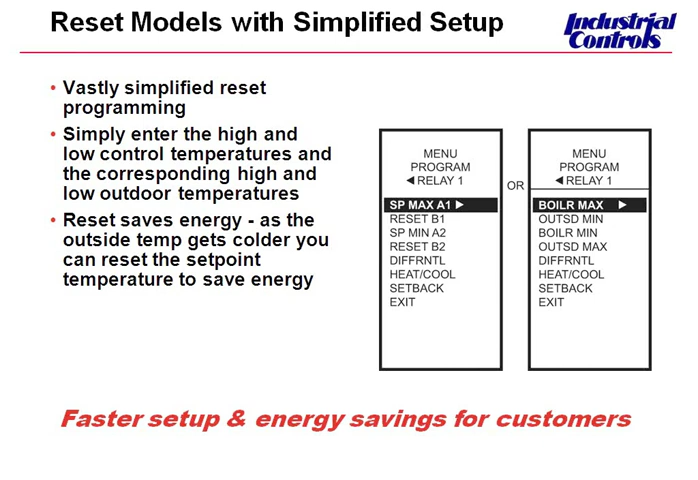 Reset Models with Simplified Setup
Industrial
Controls
• Vastly simplified reset
programming
• Simply enter the high and
low control temperatures and
the corresponding high and
low outdoor temperatures
• Reset saves energy - as the
outside temp gets colder you
can reset the setpoint
temperature to save energy
MENU
PROGRAM
◄ RELAY 1
SP MAX A1 ►
RESET B1
SP MIN A2
RESET B2
DIFFRNTL
HEAT/COOL
SETBACK
EXIT
OR
MENU
PROGRAM
◄ RELAY 1
BOILR MAX ►
OUTSD MIN
BOILR MIN
OUTSD MAX
DIFFRNTL
HEAT/COOL
SETBACK
EXIT
Faster setup & energy savings for customers